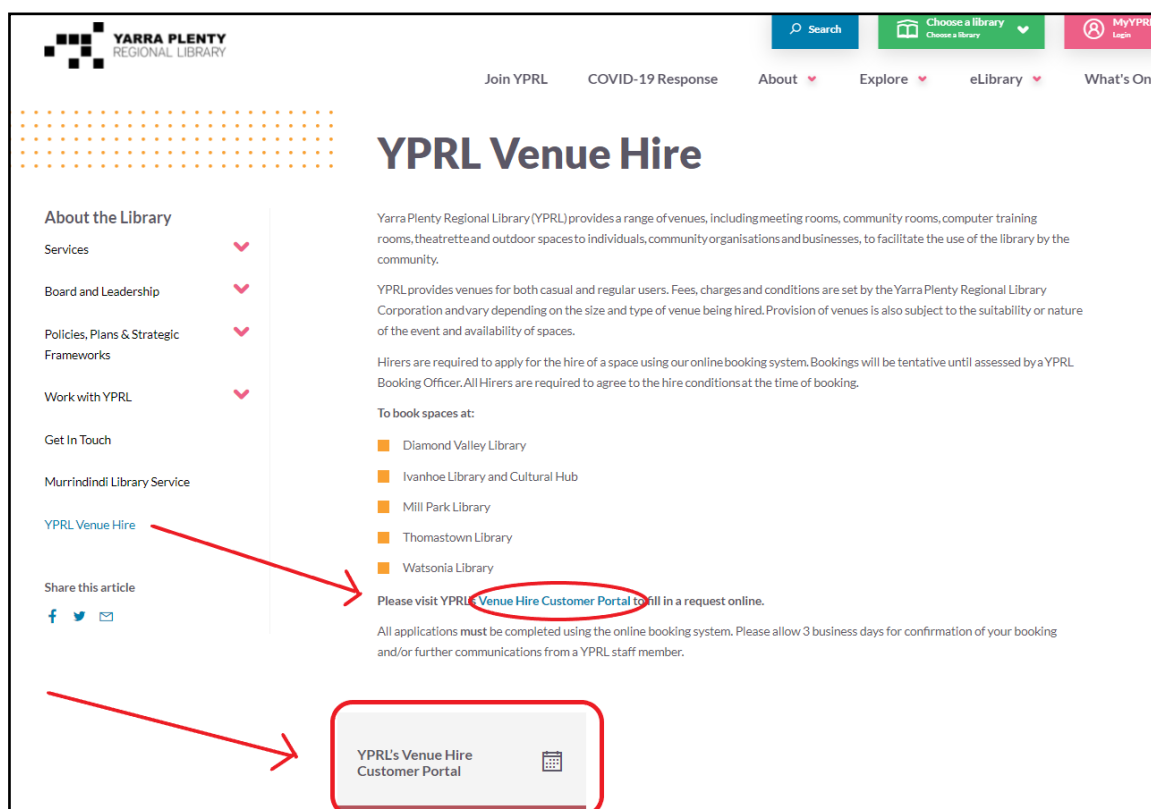 YARRA PLENTY
REGIONAL LIBRARY
Search
Choose a library
Choose a library
MyYPRL
Login
Join YPRL
COVID-19 Response
About
Explore
eLibrary
What's On
YPRL Venue Hire
About the Library
Services
Board and Leadership
Policies, Plans & Strategic
Frameworks
Work with YPRL
Get In Touch
Murrindindi Library Service
YPRL Venue Hire
Share this article
Yarra Plenty Regional Library (YPRL) provides a range of venues, including meeting rooms, community rooms, computer training
rooms, theatrette and outdoor spaces to individuals, community organisations and businesses, to facilitate the use of the library by the
community.
YPRL provides venues for both casual and regular users. Fees, charges and conditions are set by the Yarra Plenty Regional Library
Corporation and vary depending on the size and type of venue being hired. Provision of venues is also subject to the suitability or nature
of the event and availability of spaces.
Hirers are required to apply for the hire of a space using our online booking system. Bookings will be tentative until assessed by a YPRL
Booking Officer. All Hirers are required to agree to the hire conditions at the time of booking.
To book spaces at:
Diamond Valley Library
Ivanhoe Library and Cultural Hub
Mill Park Library
Thomastown Library
Watsonia Library
Please visit YPRL's Venue Hire Customer Portal to fill in a request online.
All applications must be completed using the online booking system. Please allow 3 business days for confirmation of your booking
and/or further communications from a YPRL staff member.
YPRL's Venue Hire
Customer Portal